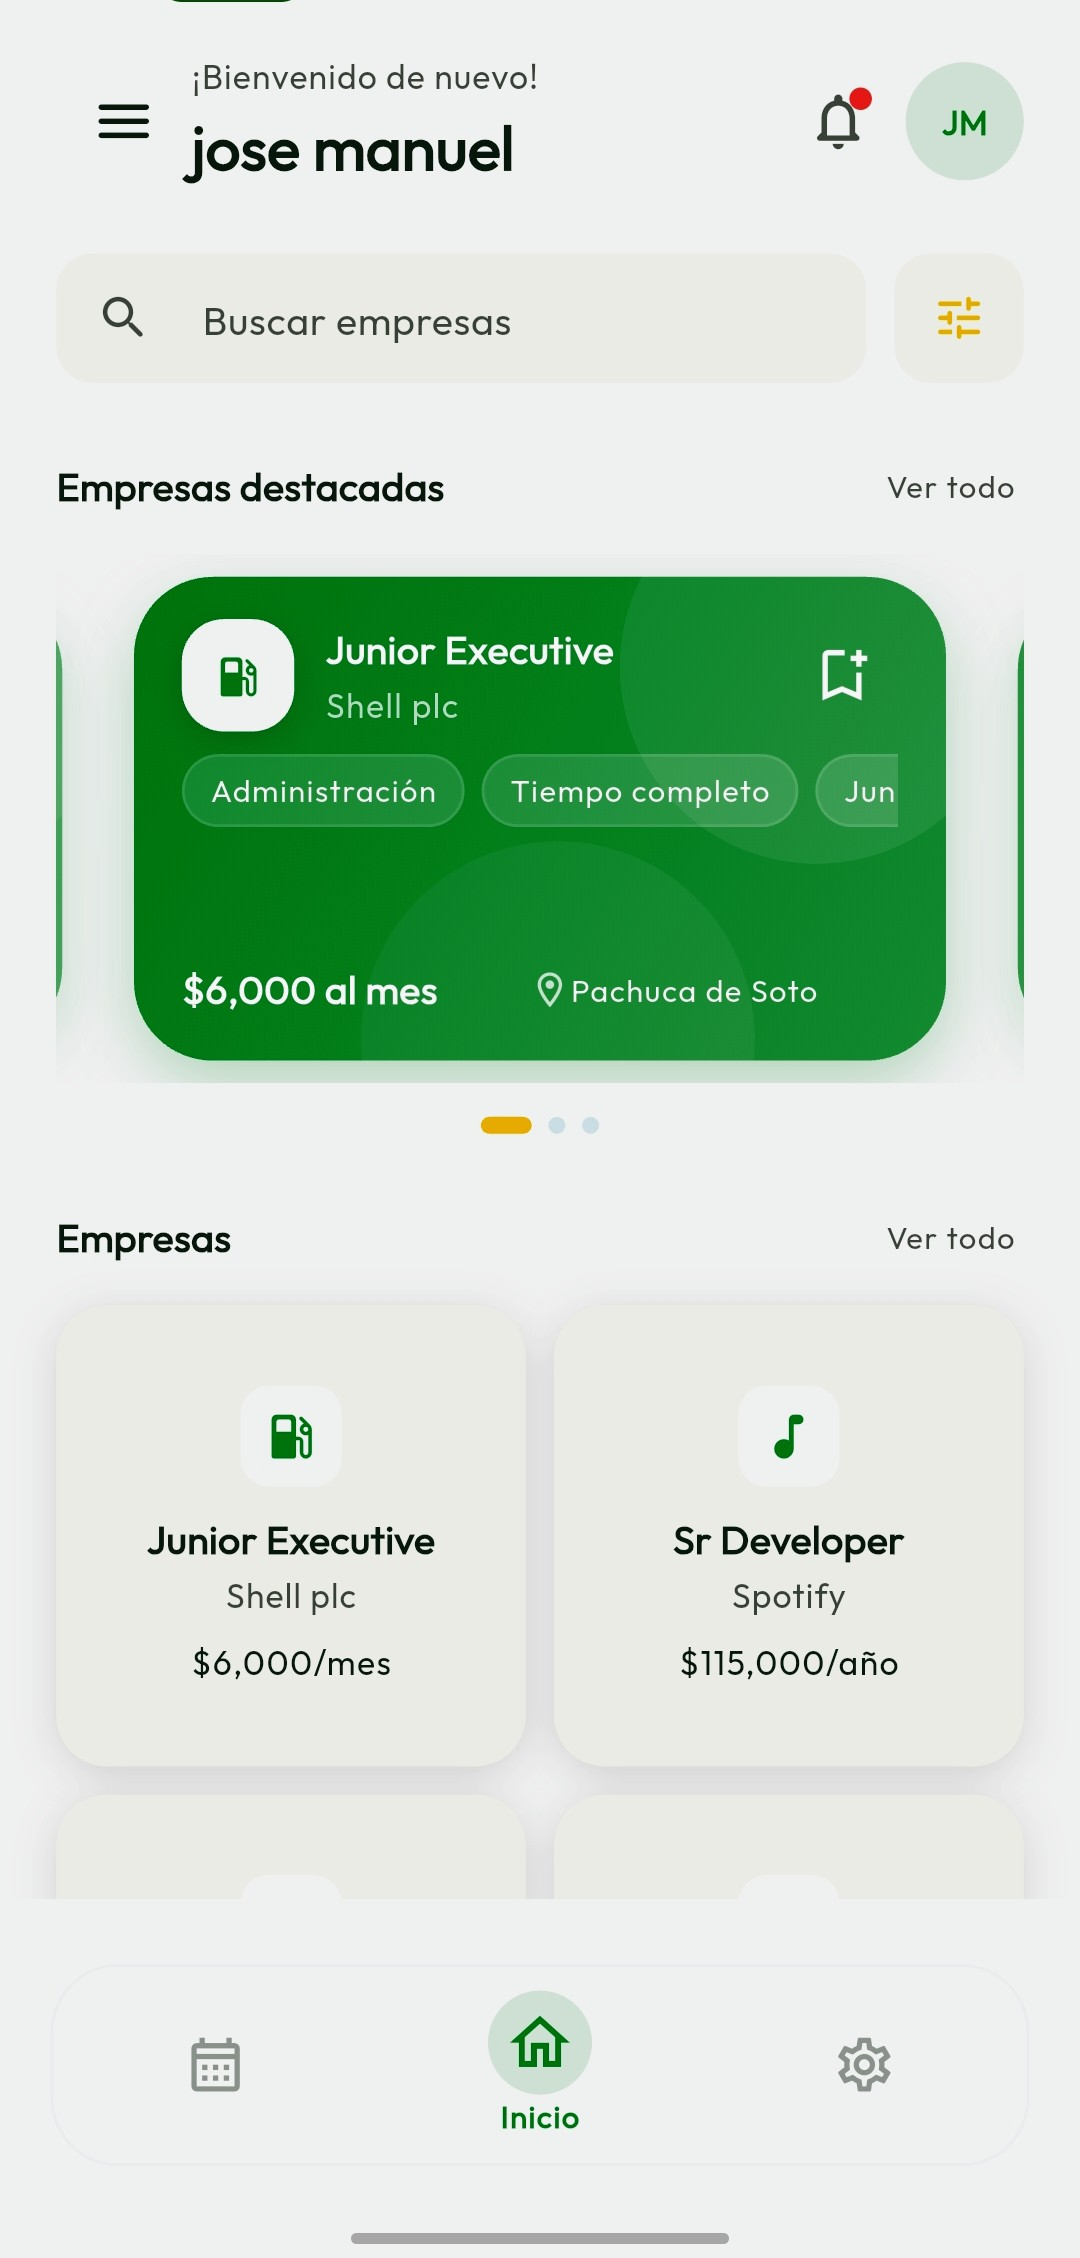 ¡Bienvenido de nuevo!
jose manuel
JM
Buscar empresas
Empresas destacadas
Ver todo
Junior Executive
Shell plc
Administración
Tiempo completo
Jun
$6,000 al mes
Pachuca de Soto
Empresas
Ver todo
Junior Executive
Shell plc
$6,000/mes
Sr Developer
Spotify
$115,000/año
Inicio